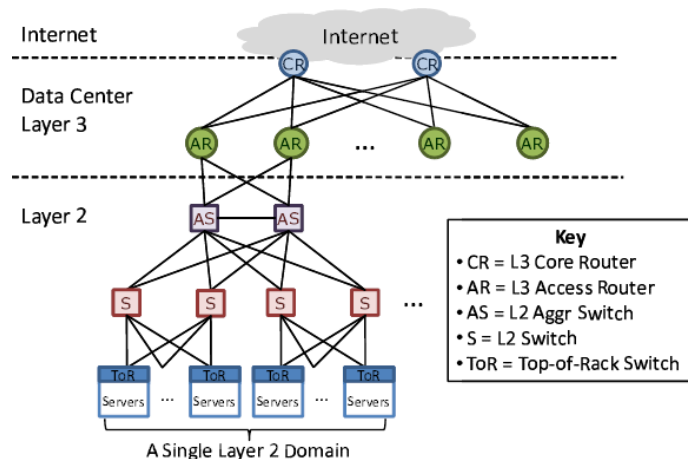 Internet
Internet
CR CR
Data Center
Layer 3
AR AR ... AR AR
Layer 2
AS AS
Key
• CR = L3 Core Router
• AR = L3 Access Router
• AS = L2 Aggr Switch
• S = L2 Switch
• ToR = Top-of-Rack Switch
S S S S ...
ToR ToR ToR ToR
Servers ... Servers Servers ... Servers
A Single Layer 2 Domain